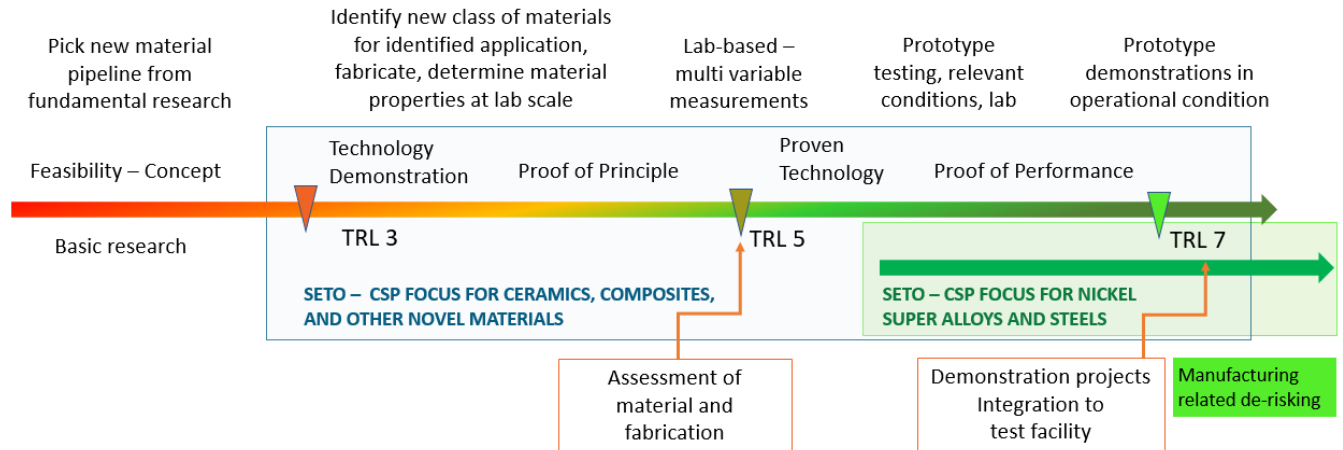 Pick new material
pipeline from
fundamental research
Identify new class of materials
for identified application,
fabricate, determine material
properties at lab scale
Lab-based –
multi variable
measurements
Prototype
testing, relevant
conditions, lab
Prototype
demonstrations in
operational condition
Feasibility – Concept
Technology
Demonstration
Proof of Principle
Proven
Technology
Proof of Performance
Basic research
TRL 3
TRL 5
TRL 7
SETO – CSP FOCUS FOR CERAMICS, COMPOSITES,
AND OTHER NOVEL MATERIALS
SETO – CSP FOCUS FOR NICKEL
SUPER ALLOYS AND STEELS
Assessment of
material and
fabrication
Demonstration projects
Integration to
test facility
Manufacturing
related de-risking